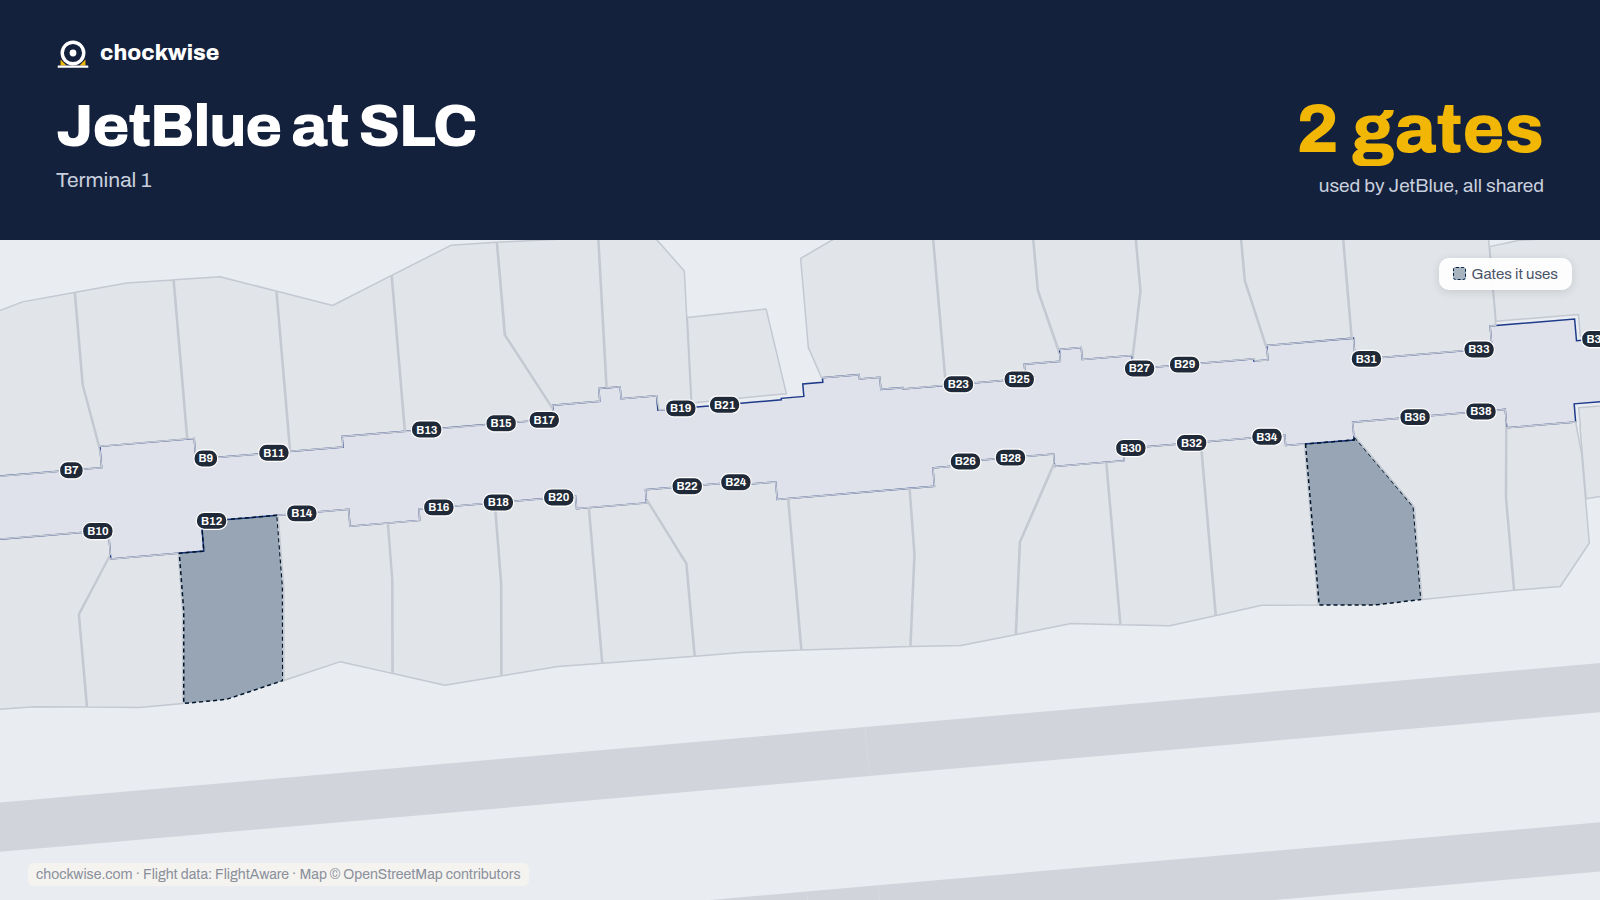 chockwise
JetBlue at SLC
Terminal 1
2 gates
used by JetBlue, all shared
Gates it uses
B7
B9
B11
B13
B15
B17
B19
B21
B23
B25
B27
B29
B31
B33
B10
B12
B14
B16
B18
B20
B22
B24
B26
B28
B30
B32
B34
B36
B38
chockwise.com · Flight data: FlightAware · Map © OpenStreetMap contributors